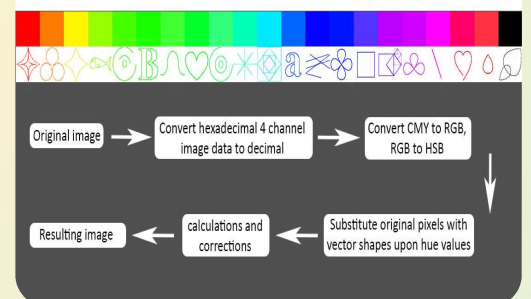 B
a
Original image
Convert hexadecimal 4 channel
image data to decimal
Convert CMY to RGB,
RGB to HSB
Substitute original pixels with
vector shapes upon hue values
calculations and
corrections
Resulting image